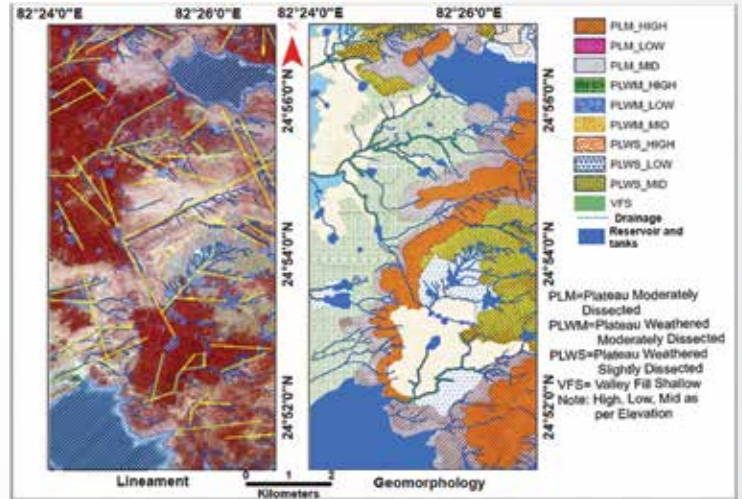 82°24'0"E 82°26'0"E 82°24'0"E 82°26'0"E
N
24°56'0"N
24°54'0"N
24°52'0"N
24°56'0"N
24°54'0"N
24°52'0"N
PLM_HIGH
PLM_LOW
PLM_MID
PLWM_HIGH
PLWM_LOW
PLWM_MID
PLWS_HIGH
PLWS_LOW
PLWS_MID
VFS
Drainage
Reservoir and
tanks
PLM=Plateau Moderately
Dissected
PLWM=Plateau Weathered
Moderately Dissected
PLWS=Plateau Weathered
Slightly Dissected
VFS= Valley Fill Shallow
Note: High, Low, Mid as
per Elevation
0 1 2
Lineament Kilometers Geomorphology